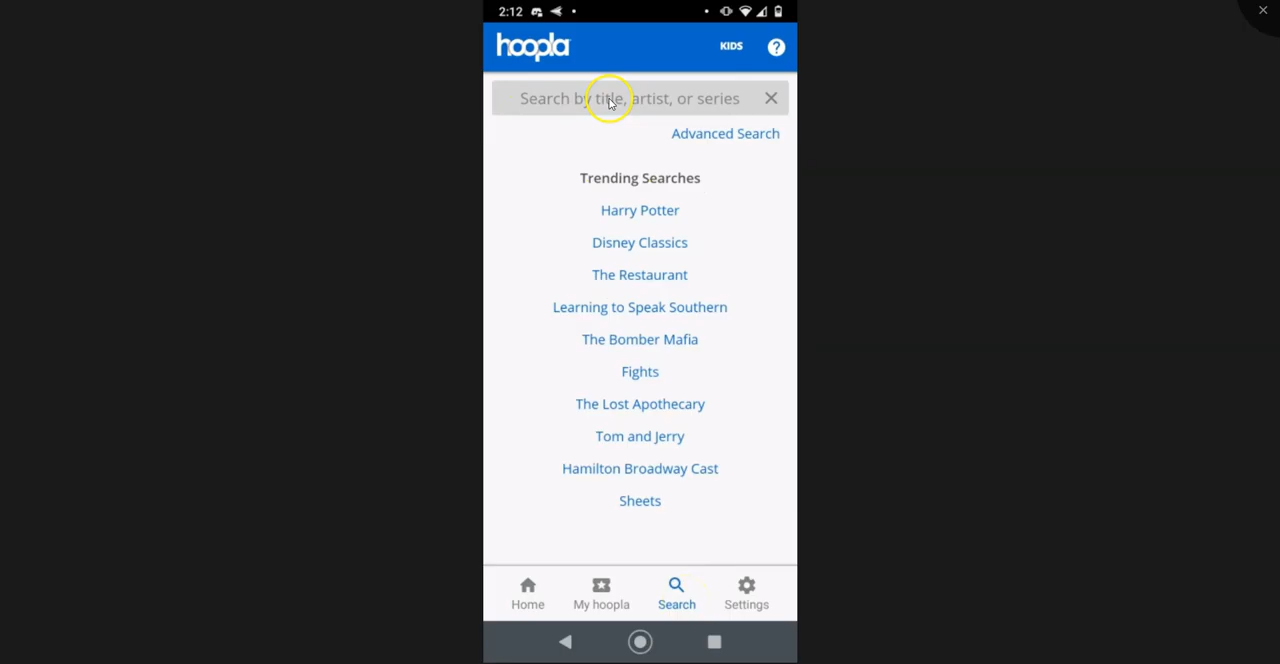 2:12
hoopla
KIDS
?
Search by title, artist, or series
Advanced Search
Trending Searches
Harry Potter
Disney Classics
The Restaurant
Learning to Speak Southern
The Bomber Mafia
Fights
The Lost Apothecary
Tom and Jerry
Hamilton Broadway Cast
Sheets
Home My hoopla Search Settings